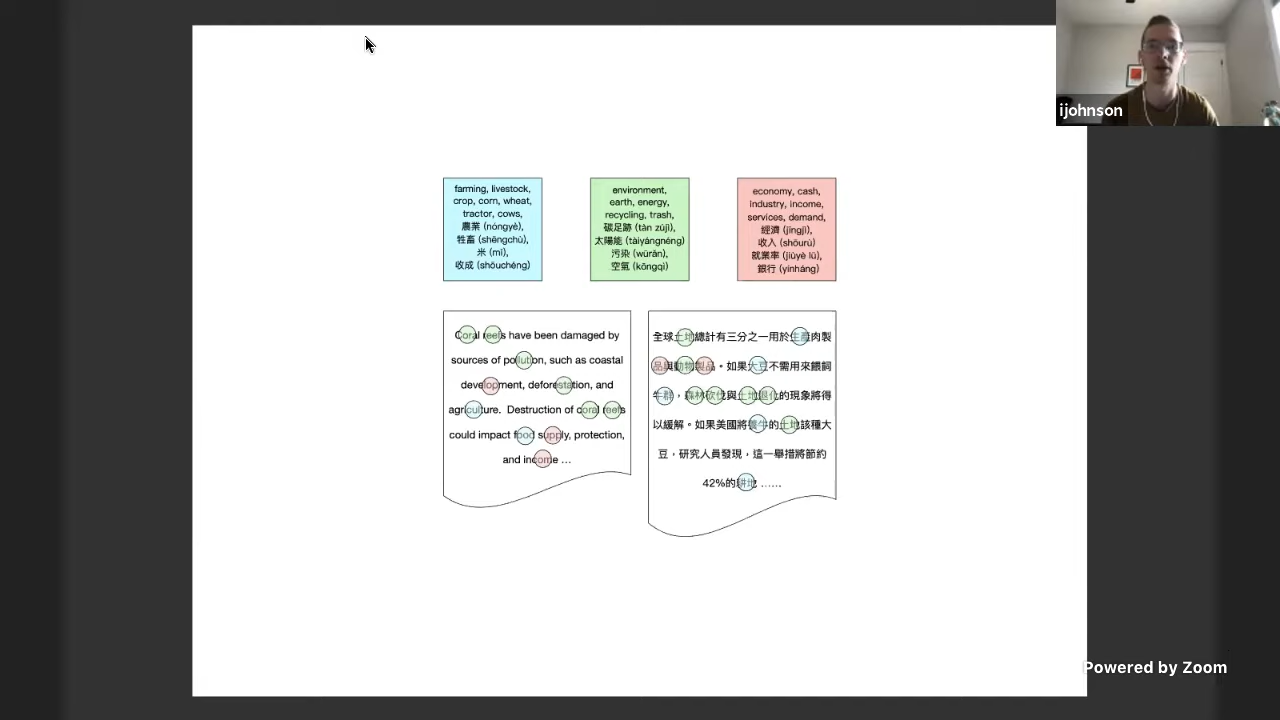 ijohnson
farming, livestock,
crop, corn, wheat,
tractor, cows,
農業 (nóngyè),
牲畜 (shēngchù),
米 (mǐ),
收成 (shōuchéng)
environment,
earth, energy,
recycling, trash,
碳足跡 (tàn zújì),
太陽能 (tàiyángnéng)
污染 (wūrǎn),
空氣 (kōngqì)
economy, cash,
industry, income,
services, demand,
經濟 (jīngjì),
收入 (shōurù)
就業率 (jiùyè lǜ),
銀行 (yínháng)
Coral reefs have been damaged by
sources of pollution, such as coastal
development, deforestation, and
agriculture. Destruction of coral reefs
could impact food supply, protection,
and income ...
全球土地總計有三分之一用於生產肉製
品與動物製品。如果大豆不需用來餵飼
牛群，森林砍伐與土地退化的現象將得
以緩解。如果美國將養牛的土地該種大
豆，研究人員發現，這一舉措將節約
42%的耕地 ……
Powered by Zoom